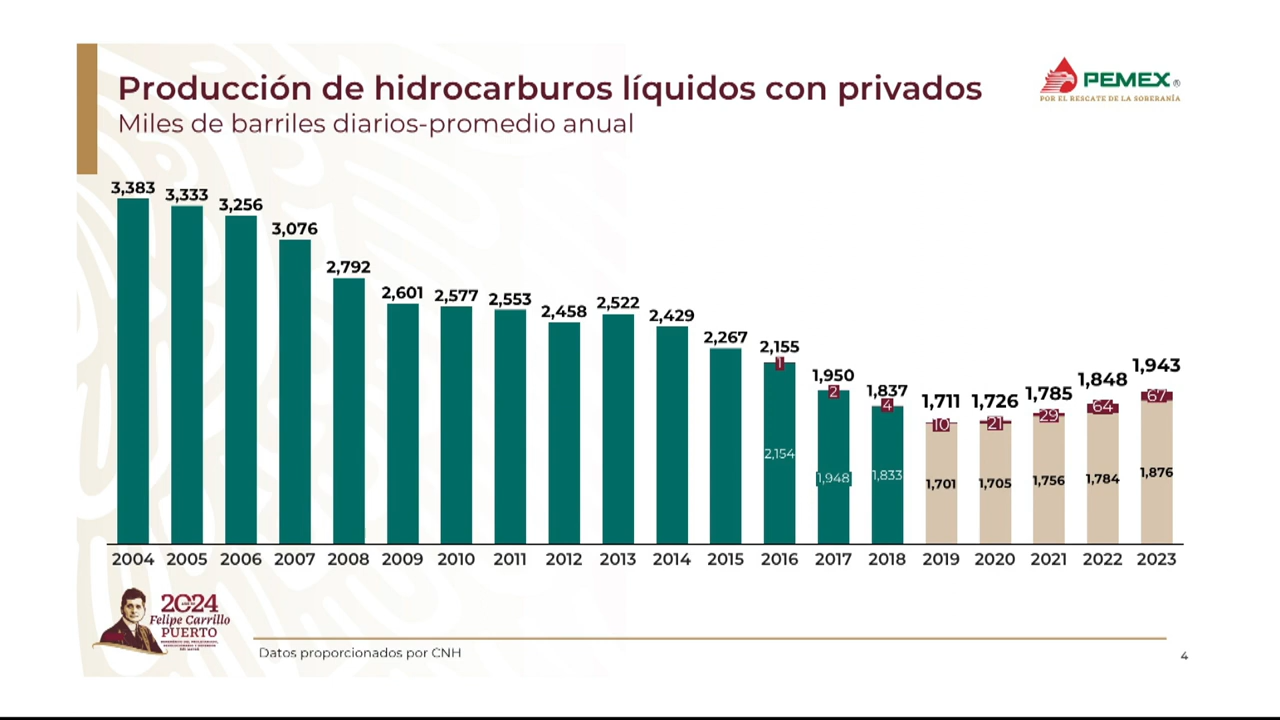 Producción de hidrocarburos líquidos con privados
Miles de barriles diarios-promedio anual
PEMEX ®
POR EL RESCATE DE LA SOBERANÍA
3,383 3,333 3,256 3,076 2,792 2,601 2,577 2,553 2,458 2,522 2,429 2,267 2,155 1,950 1,837 1,711 1,726 1,785 1,848 1,943
1 2 4 10 21 29 64 67
2,154 1,948 1,833 1,701 1,705 1,756 1,784 1,876
2004 2005 2006 2007 2008 2009 2010 2011 2012 2013 2014 2015 2016 2017 2018 2019 2020 2021 2022 2023
2024
Felipe Carrillo
PUERTO
Datos proporcionados por CNH
4